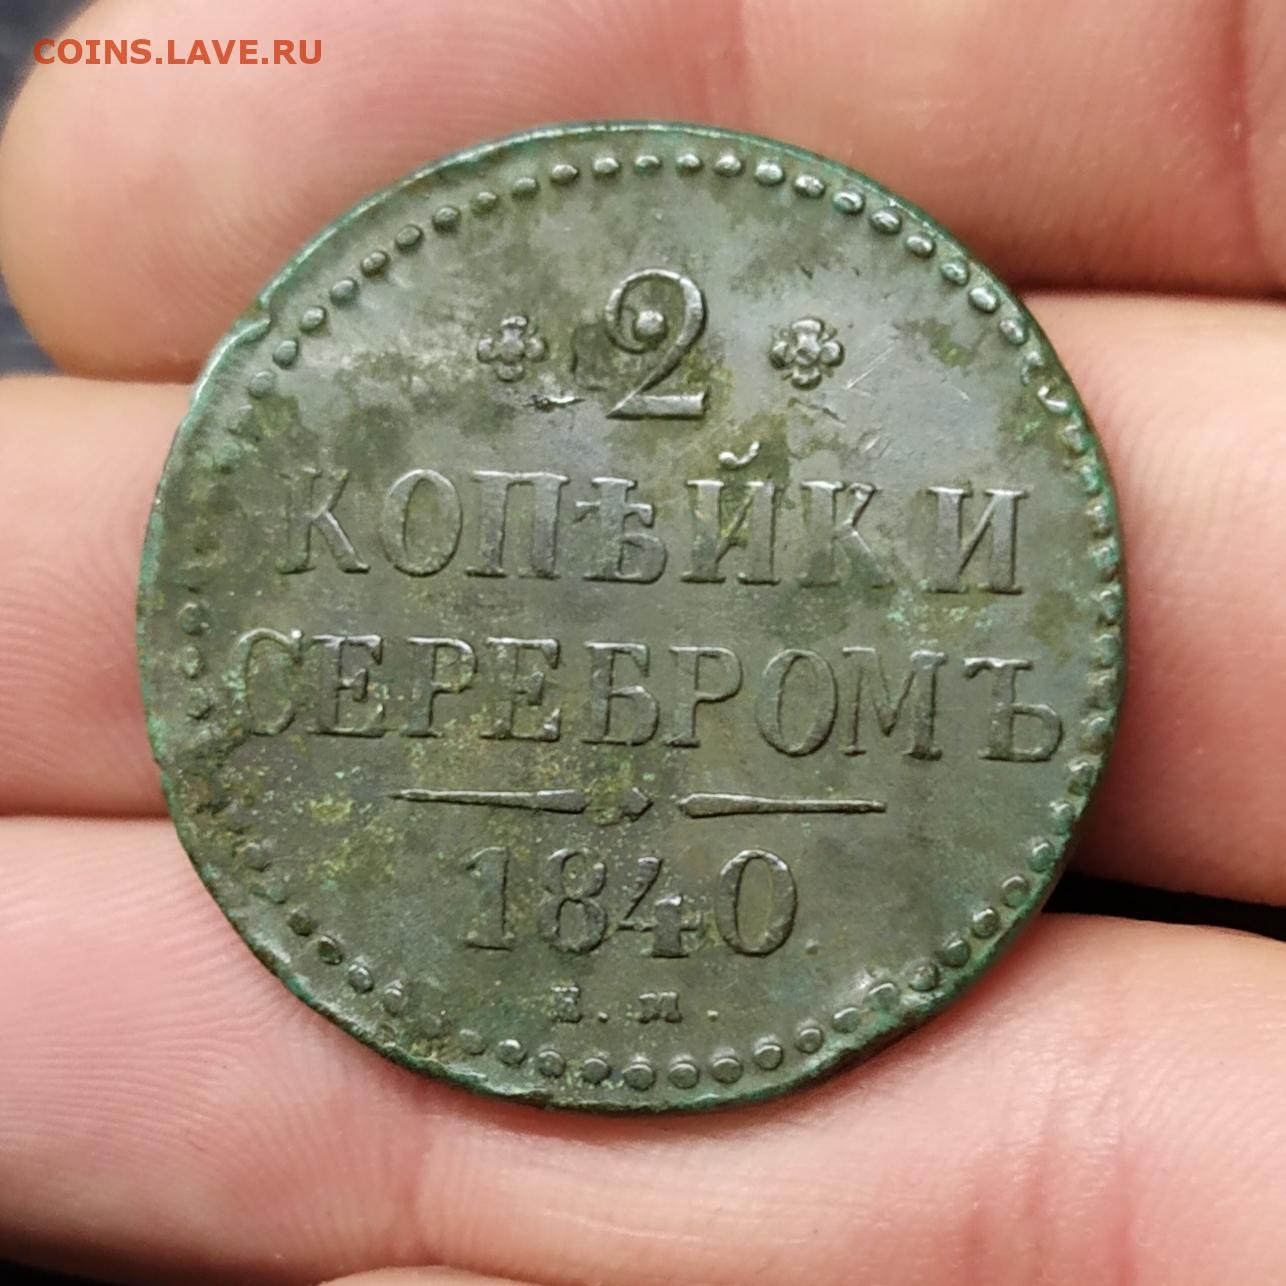 COINS.LAVE.RU
2
КОПѢЙКИ
СЕРЕБРОМЪ
1840.
Е.М.